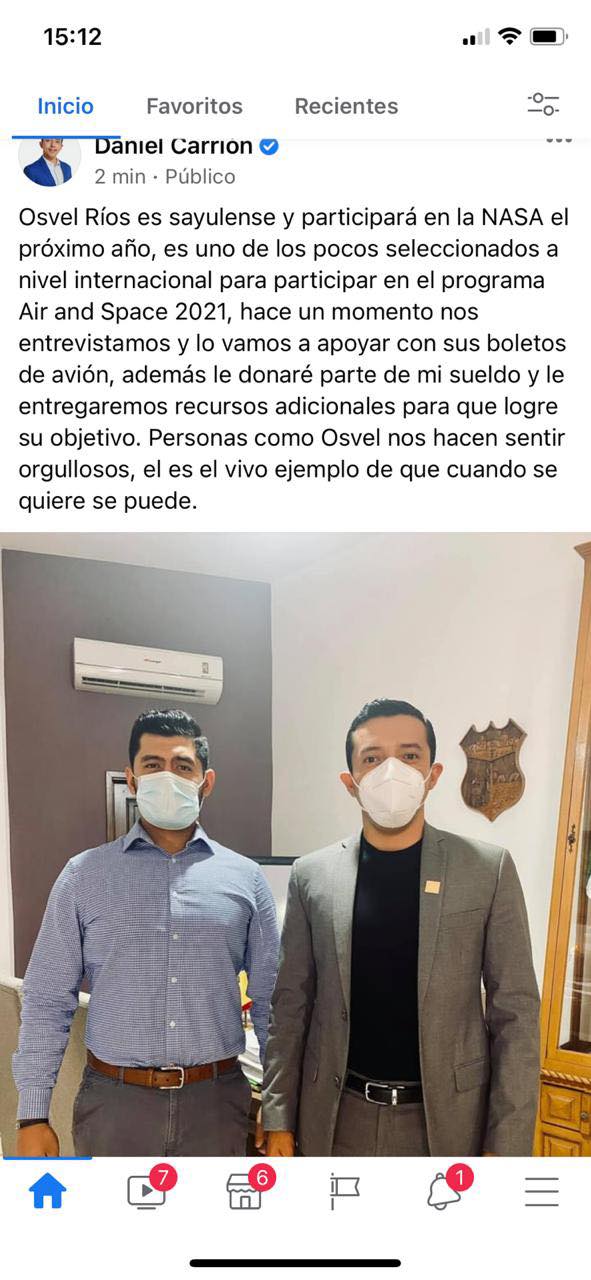 15:12
Inicio Favoritos Recientes
Daniel Carrión
2 min · Público
Osvel Ríos es sayulense y participará en la NASA el
próximo año, es uno de los pocos seleccionados a
nivel internacional para participar en el programa
Air and Space 2021, hace un momento nos
entrevistamos y lo vamos a apoyar con sus boletos
de avión, además le donaré parte de mi sueldo y le
entregaremos recursos adicionales para que logre
su objetivo. Personas como Osvel nos hacen sentir
orgullosos, el es el vivo ejemplo de que cuando se
quiere se puede.
7 6 1